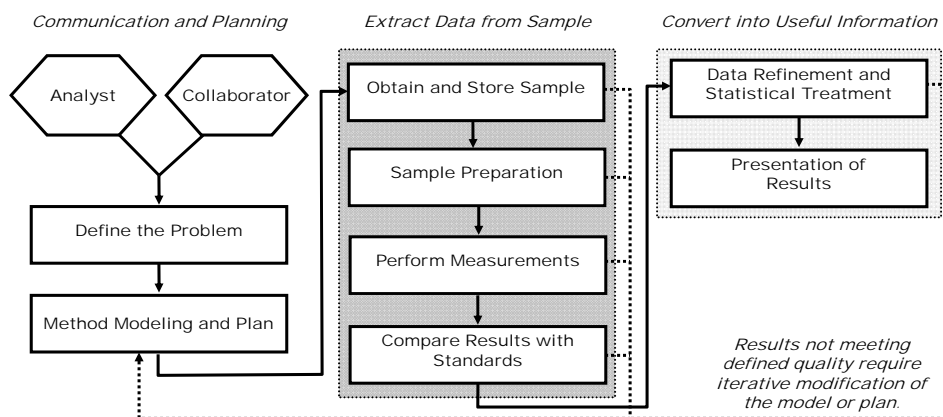 Communication and Planning
Analyst
Collaborator
Define the Problem
Method Modeling and Plan
Extract Data from Sample
Obtain and Store Sample
Sample Preparation
Perform Measurements
Compare Results with
Standards
Convert into Useful Information
Data Refinement and
Statistical Treatment
Presentation of
Results
Results not meeting
defined quality require
iterative modification of
the model or plan.